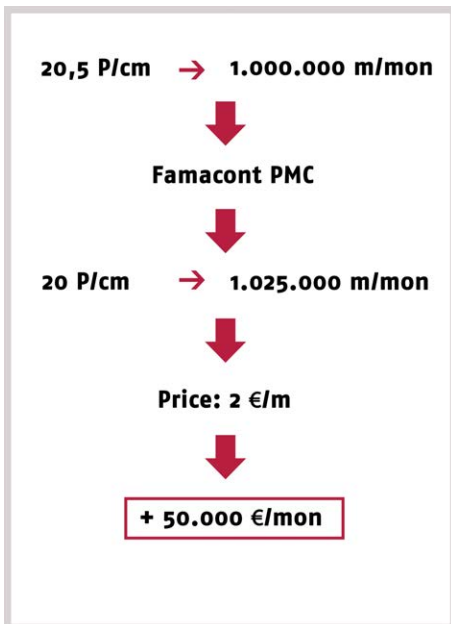 20,5 P/cm → 1.000.000 m/mon
Famacont PMC
20 P/cm → 1.025.000 m/mon
Price: 2 €/m
+ 50.000 €/mon